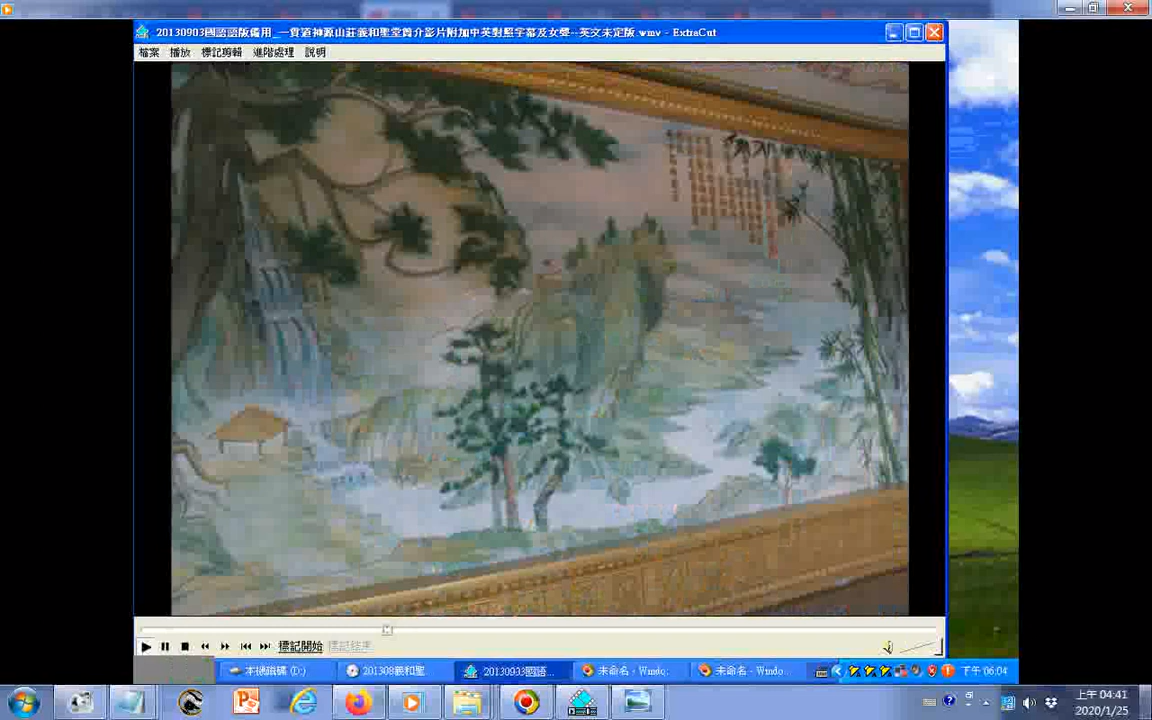 20130903國語語版備用_一貫道神源山莊義和聖堂簡介影片附加中英對照字幕及女聲--英文未定版.wmv - ExtraCut
檔案 播放 標記剪輯 進階處理 說明
標記開始 標記結束
本機磁碟 (D:) 201308義和聖... 20130903國語... 未命名 - Windo... 未命名 - Windo... 下午 06:04
上午 04:41
2020/1/25